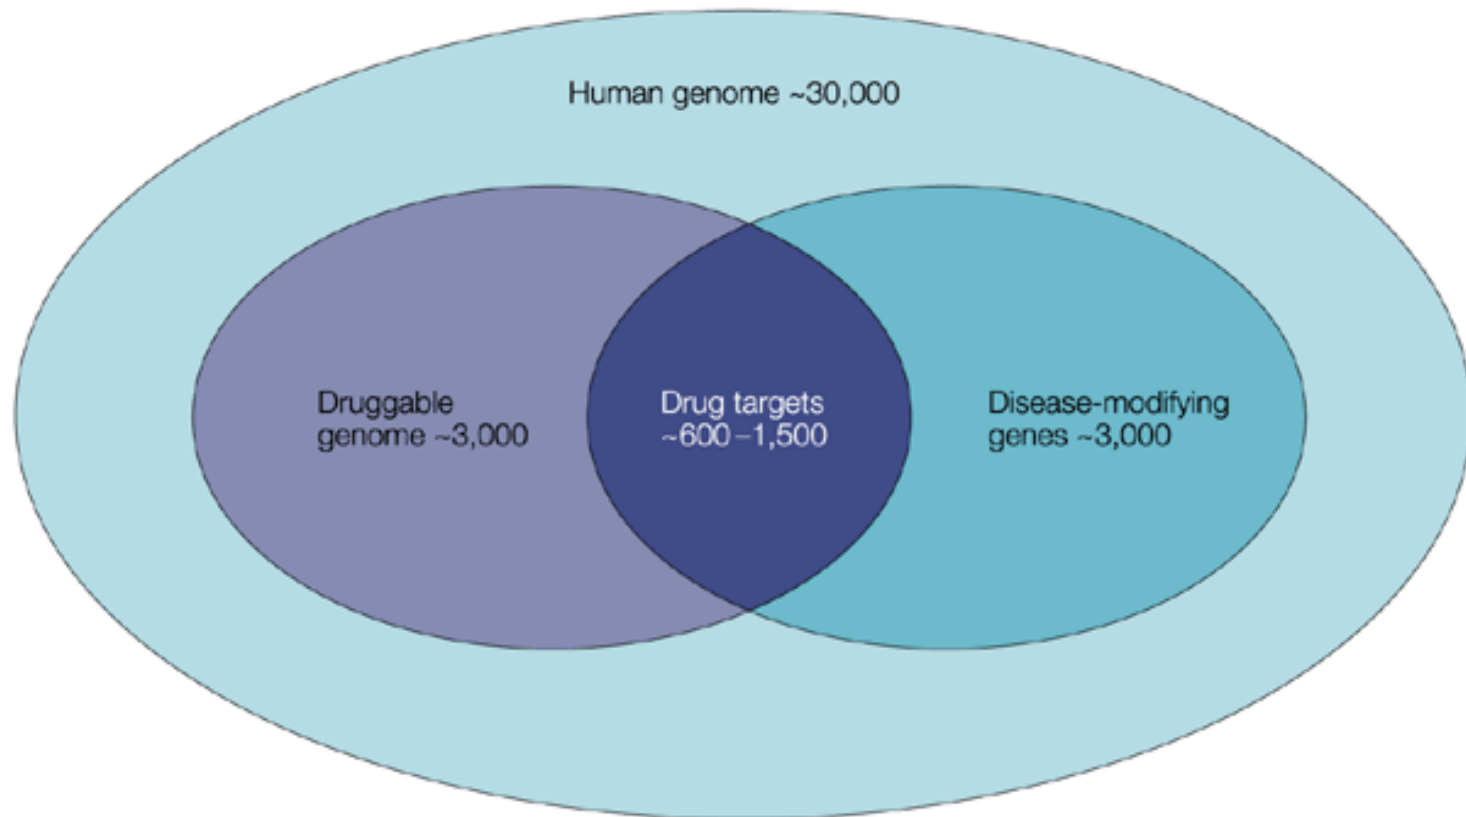 Human genome ~30,000
Druggable
genome ~3,000
Drug targets
~600–1,500
Disease-modifying
genes ~3,000